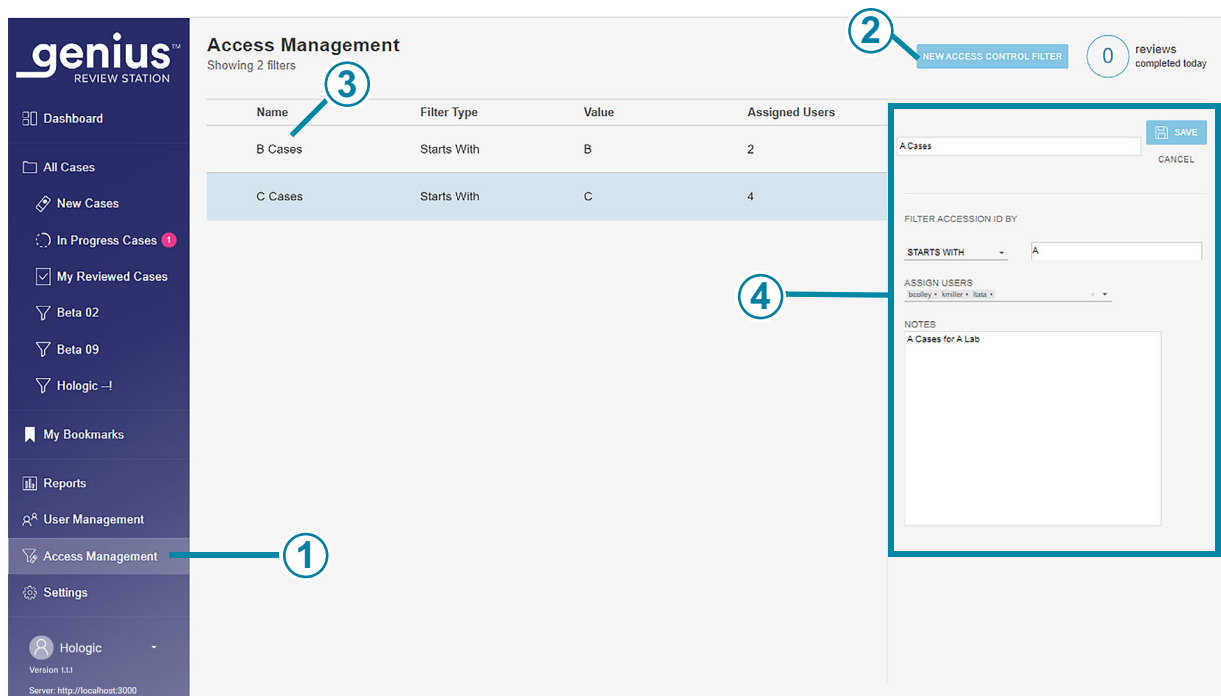 genius™
REVIEW STATION
Dashboard
All Cases
New Cases
In Progress Cases 1
My Reviewed Cases
Beta 02
Beta 09
Hologic --!
My Bookmarks
Reports
User Management
Access Management
Settings
Hologic
Version 1.1.1
Server: http://localhost:3000
1
Access Management
Showing 2 filters
2
NEW ACCESS CONTROL FILTER
0
reviews
completed today
3
Name Filter Type Value Assigned Users
B Cases Starts With B 2
C Cases Starts With C 4
4
A Cases
SAVE
CANCEL
FILTER ACCESSION ID BY
STARTS WITH A
ASSIGN USERS
bcolley kmiller ltata
NOTES
A Cases for A Lab